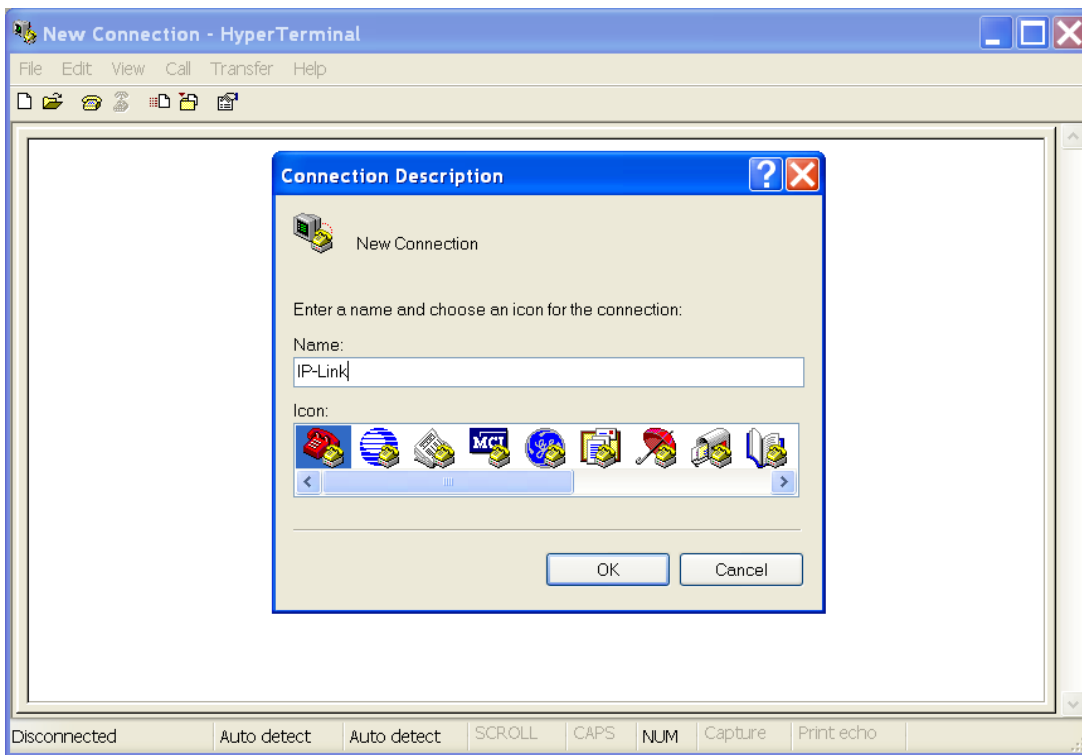 New Connection - HyperTerminal
File Edit View Call Transfer Help
Connection Description
New Connection
Enter a name and choose an icon for the connection:
Name:
IP-Link
Icon:
MCI
OK Cancel
Disconnected Auto detect Auto detect SCROLL CAPS NUM Capture Print echo